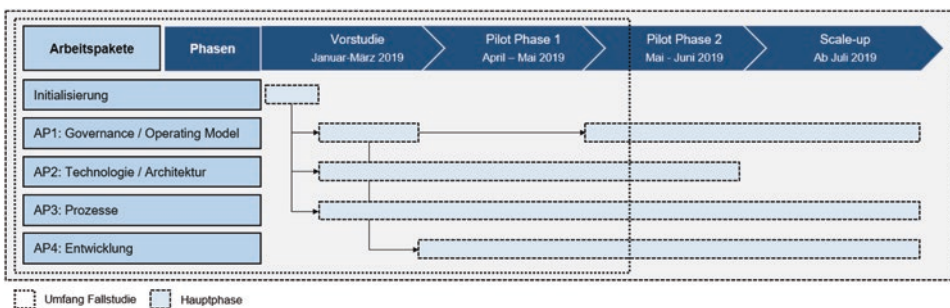 Arbeitspakete
Phasen
Vorstudie
Januar-März 2019
Pilot Phase 1
April – Mai 2019
Pilot Phase 2
Mai - Juni 2019
Scale-up
Ab Juli 2019
Initialisierung
AP1: Governance / Operating Model
AP2: Technologie / Architektur
AP3: Prozesse
AP4: Entwicklung
Umfang Fallstudie
Hauptphase